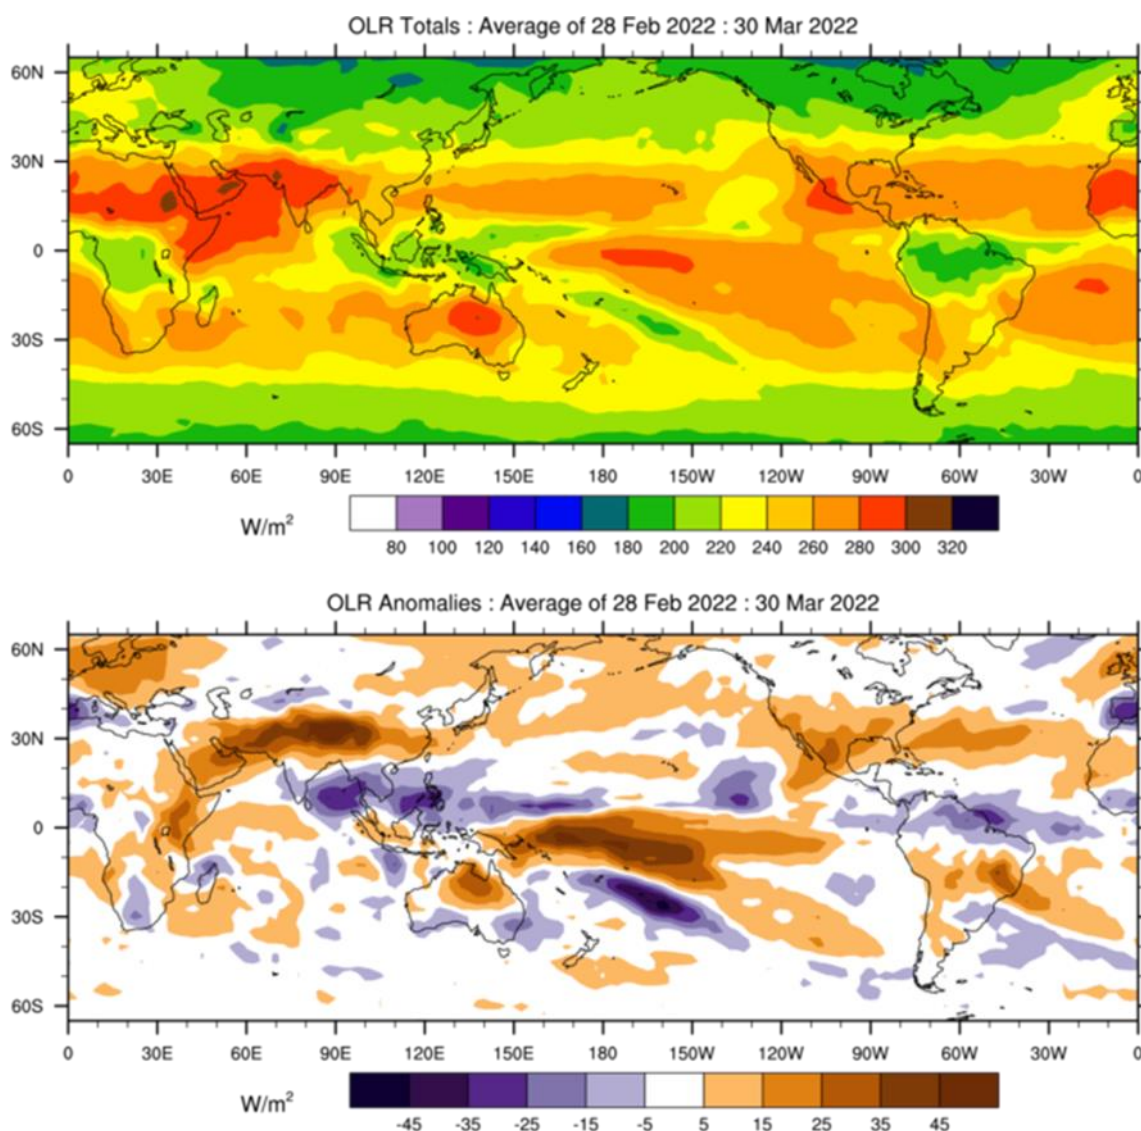 OLR Totals : Average of 28 Feb 2022 : 30 Mar 2022
60N
30N
0
30S
60S
0 30E 60E 90E 120E 150E 180 150W 120W 90W 60W 30W 0
W/m²
80 100 120 140 160 180 200 220 240 260 280 300 320
OLR Anomalies : Average of 28 Feb 2022 : 30 Mar 2022
60N
30N
0
30S
60S
0 30E 60E 90E 120E 150E 180 150W 120W 90W 60W 30W 0
W/m²
-45 -35 -25 -15 -5 5 15 25 35 45